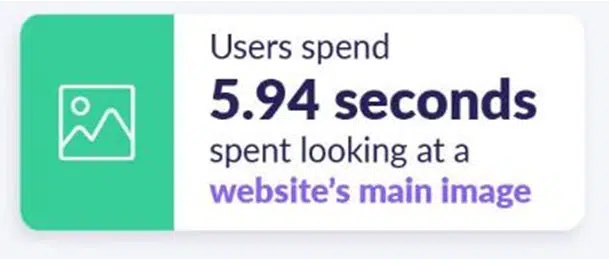 Users spend
5.94 seconds
spent looking at a
website's main image